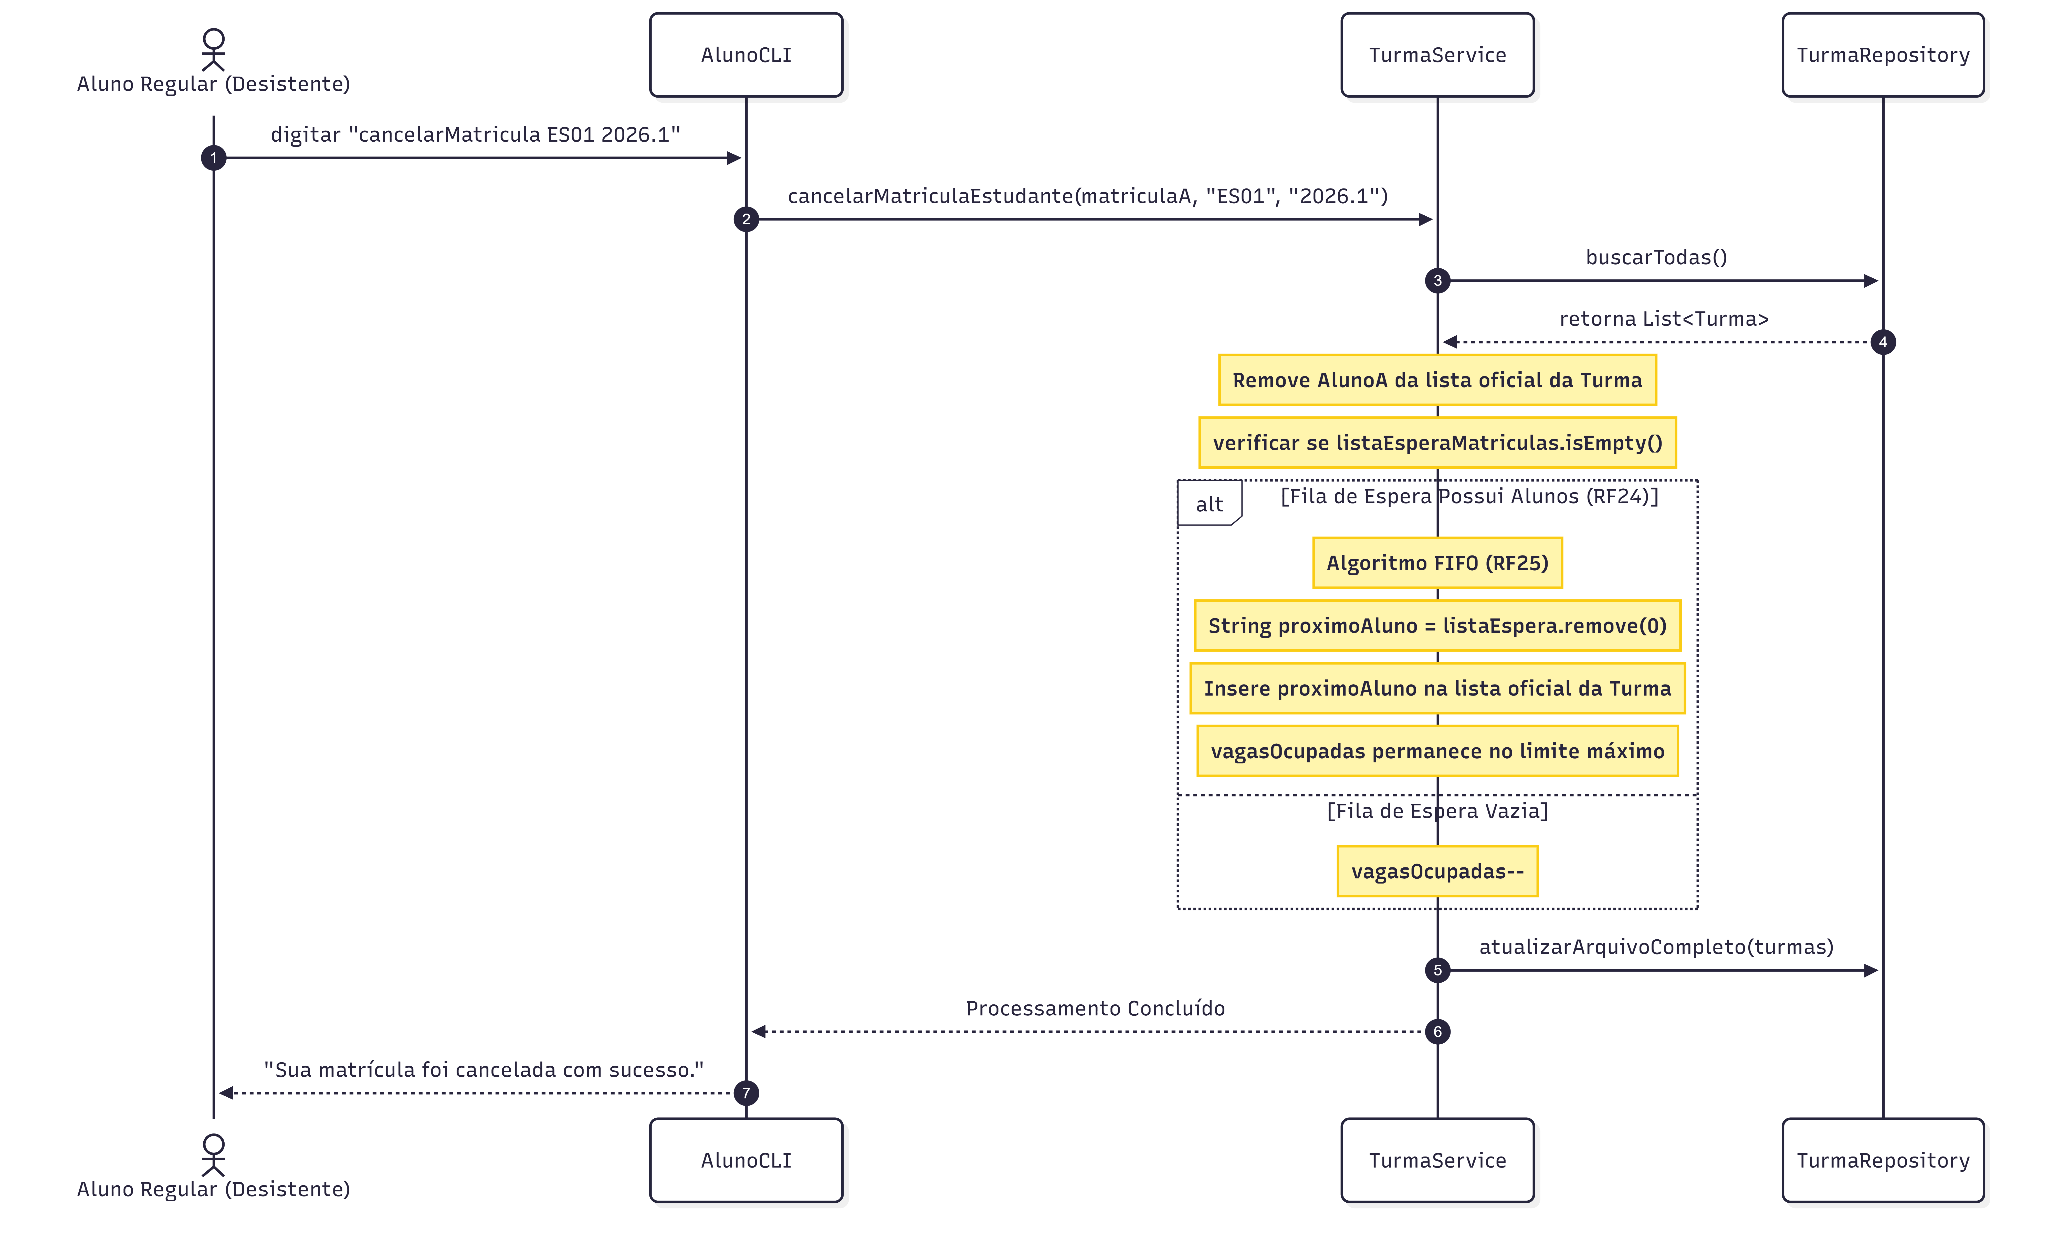 Aluno Regular (Desistente)
AlunoCLI
TurmaService
TurmaRepository
digitar "cancelarMatricula ES01 2026.1"
1
cancelarMatriculaEstudante(matriculaA, "ES01", "2026.1")
2
buscarTodas()
3
retorna List<Turma>
4
Remove AlunoA da lista oficial da Turma
verificar se listaEsperaMatriculas.isEmpty()
alt
[Fila de Espera Possui Alunos (RF24)]
Algoritmo FIFO (RF25)
String proximoAluno = listaEspera.remove(0)
Insere proximoAluno na lista oficial da Turma
vagasOcupadas permanece no limite máximo
[Fila de Espera Vazia]
vagasOcupadas--
atualizarArquivoCompleto(turmas)
5
Processamento Concluído
6
"Sua matrícula foi cancelada com sucesso."
7
Aluno Regular (Desistente)
AlunoCLI
TurmaService
TurmaRepository